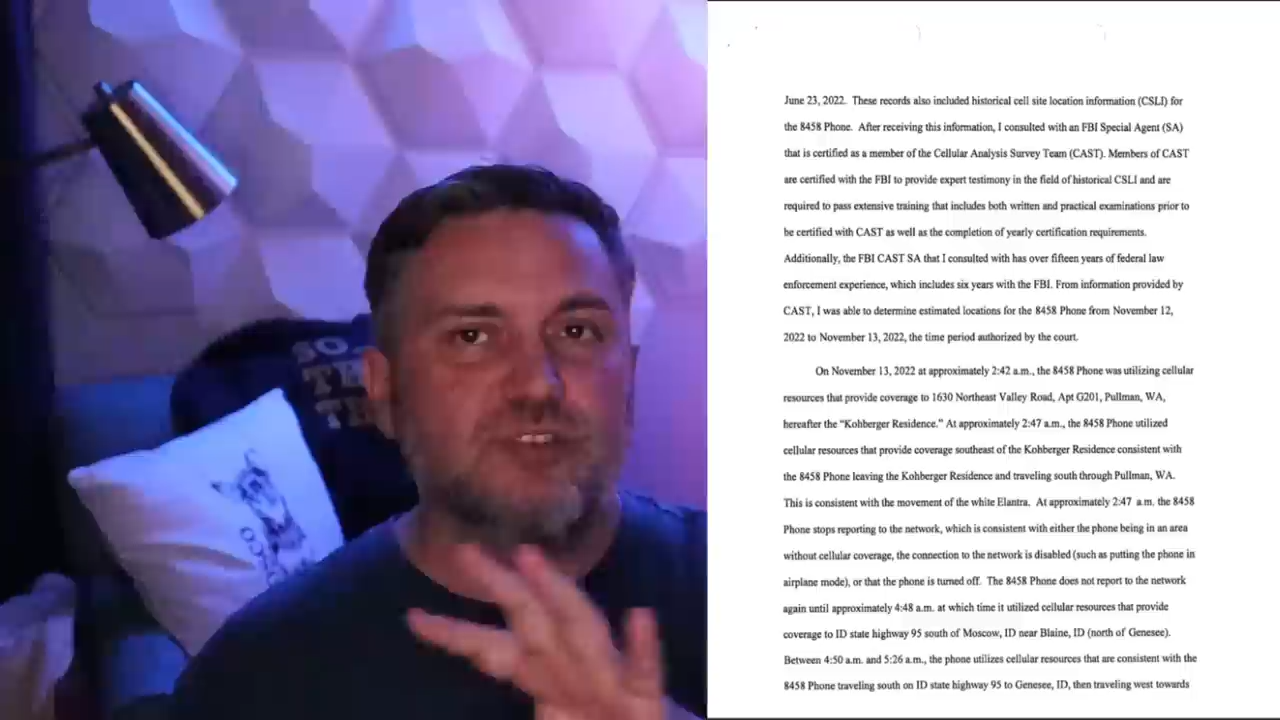 SO
June 23, 2022. These records also included historical cell site location information (CSLI) for
the 8458 Phone. After receiving this information, I consulted with an FBI Special Agent (SA)
that is certified as a member of the Cellular Analysis Survey Team (CAST). Members of CAST
are certified with the FBI to provide expert testimony in the field of historical CSLI and are
required to pass extensive training that includes both written and practical examinations prior to
be certified with CAST as well as the completion of yearly certification requirements.
Additionally, the FBI CAST SA that I consulted with has over fifteen years of federal law
enforcement experience, which includes six years with the FBI. From information provided by
CAST, I was able to determine estimated locations for the 8458 Phone from November 12,
2022 to November 13, 2022, the time period authorized by the court.
On November 13, 2022 at approximately 2:42 a.m., the 8458 Phone was utilizing cellular
resources that provide coverage to 1630 Northeast Valley Road, Apt G201, Pullman, WA,
hereafter the "Kohberger Residence." At approximately 2:47 a.m., the 8458 Phone utilized
cellular resources that provide coverage southeast of the Kohberger Residence consistent with
the 8458 Phone leaving the Kohberger Residence and traveling south through Pullman, WA.
This is consistent with the movement of the white Elantra. At approximately 2:47 a.m. the 8458
Phone stops reporting to the network, which is consistent with either the phone being in an area
without cellular coverage, the connection to the network is disabled (such as putting the phone in
airplane mode), or that the phone is turned off. The 8458 Phone does not report to the network
again until approximately 4:48 a.m. at which time it utilized cellular resources that provide
coverage to ID state highway 95 south of Moscow, ID near Blaine, ID (north of Genesee).
Between 4:50 a.m. and 5:26 a.m., the phone utilizes cellular resources that are consistent with the
8458 Phone traveling south on ID state highway 95 to Genesee, ID, then traveling west towards